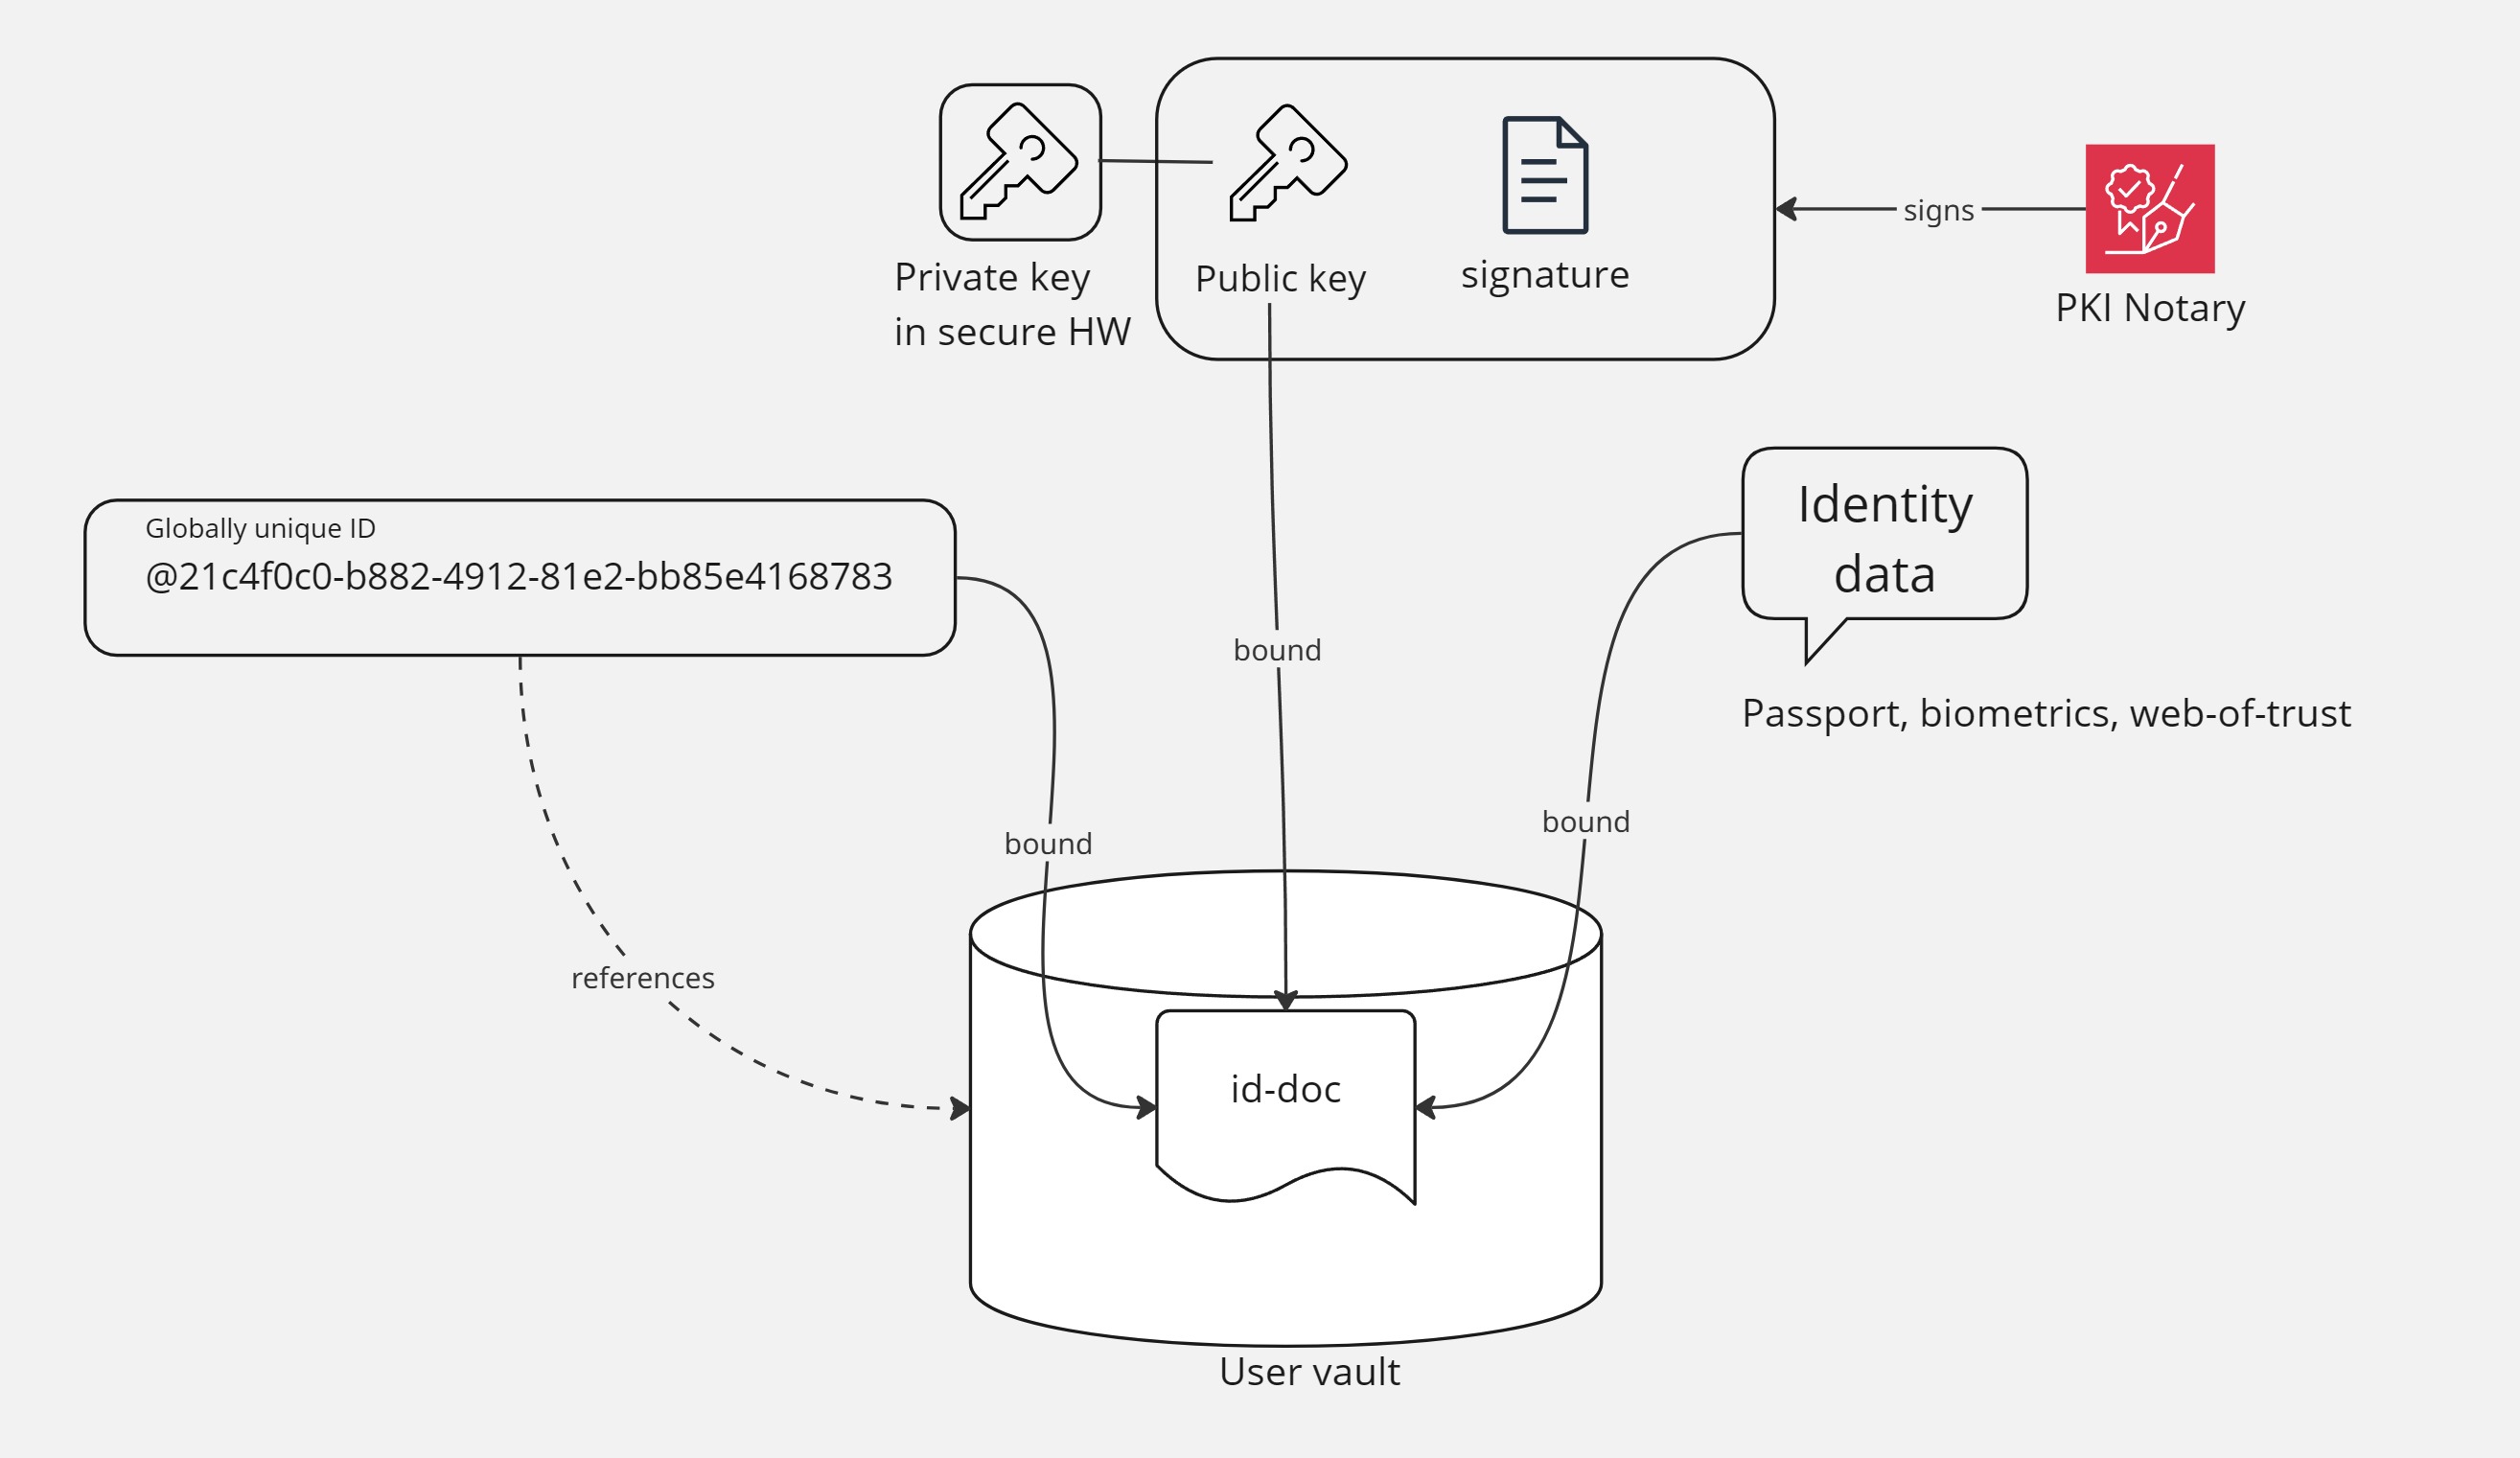 Private key
in secure HW
Public key
signature
signs
PKI Notary
Globally unique ID
@21c4f0c0-b882-4912-81e2-bb85e4168783
Identity
data
Passport, biometrics, web-of-trust
bound
bound
bound
references
id-doc
User vault